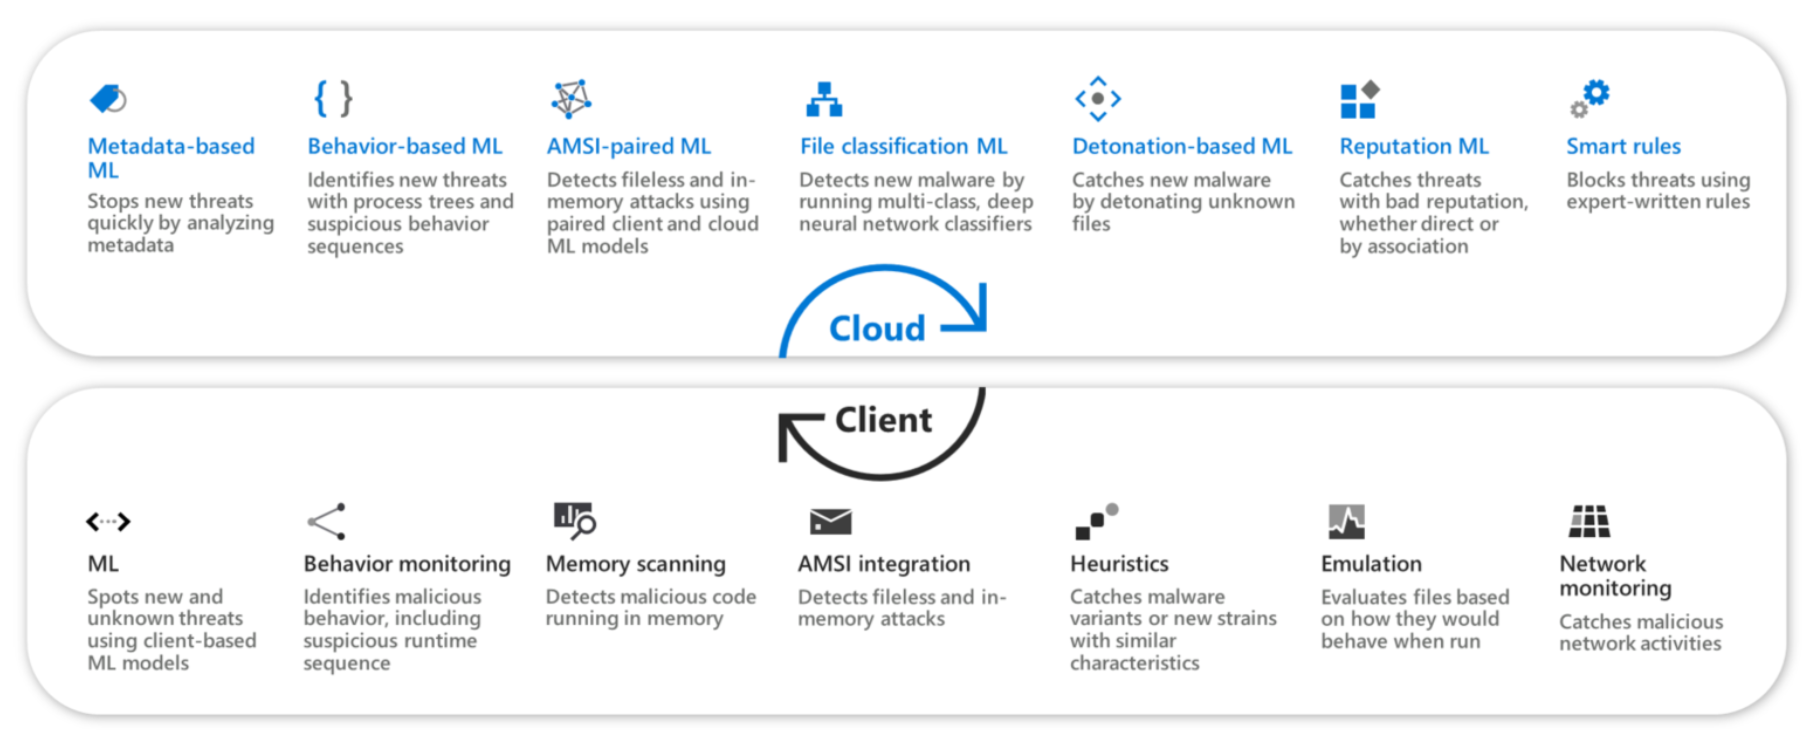 Metadata-based
ML
Stops new threats
quickly by analyzing
metadata
Behavior-based ML
Identifies new threats
with process trees and
suspicious behavior
sequences
AMSI-paired ML
Detects fileless and in-
memory attacks using
paired client and cloud
ML models
File classification ML
Detects new malware by
running multi-class, deep
neural network classifiers
Detonation-based ML
Catches new malware
by detonating unknown
files
Reputation ML
Catches threats
with bad reputation,
whether direct or
by association
Smart rules
Blocks threats using
expert-written rules
Cloud
Client
ML
Spots new and
unknown threats
using client-based
ML models
Behavior monitoring
Identifies malicious
behavior, including
suspicious runtime
sequence
Memory scanning
Detects malicious code
running in memory
AMSI integration
Detects fileless and in-
memory attacks
Heuristics
Catches malware
variants or new strains
with similar
characteristics
Emulation
Evaluates files based
on how they would
behave when run
Network
monitoring
Catches malicious
network activities